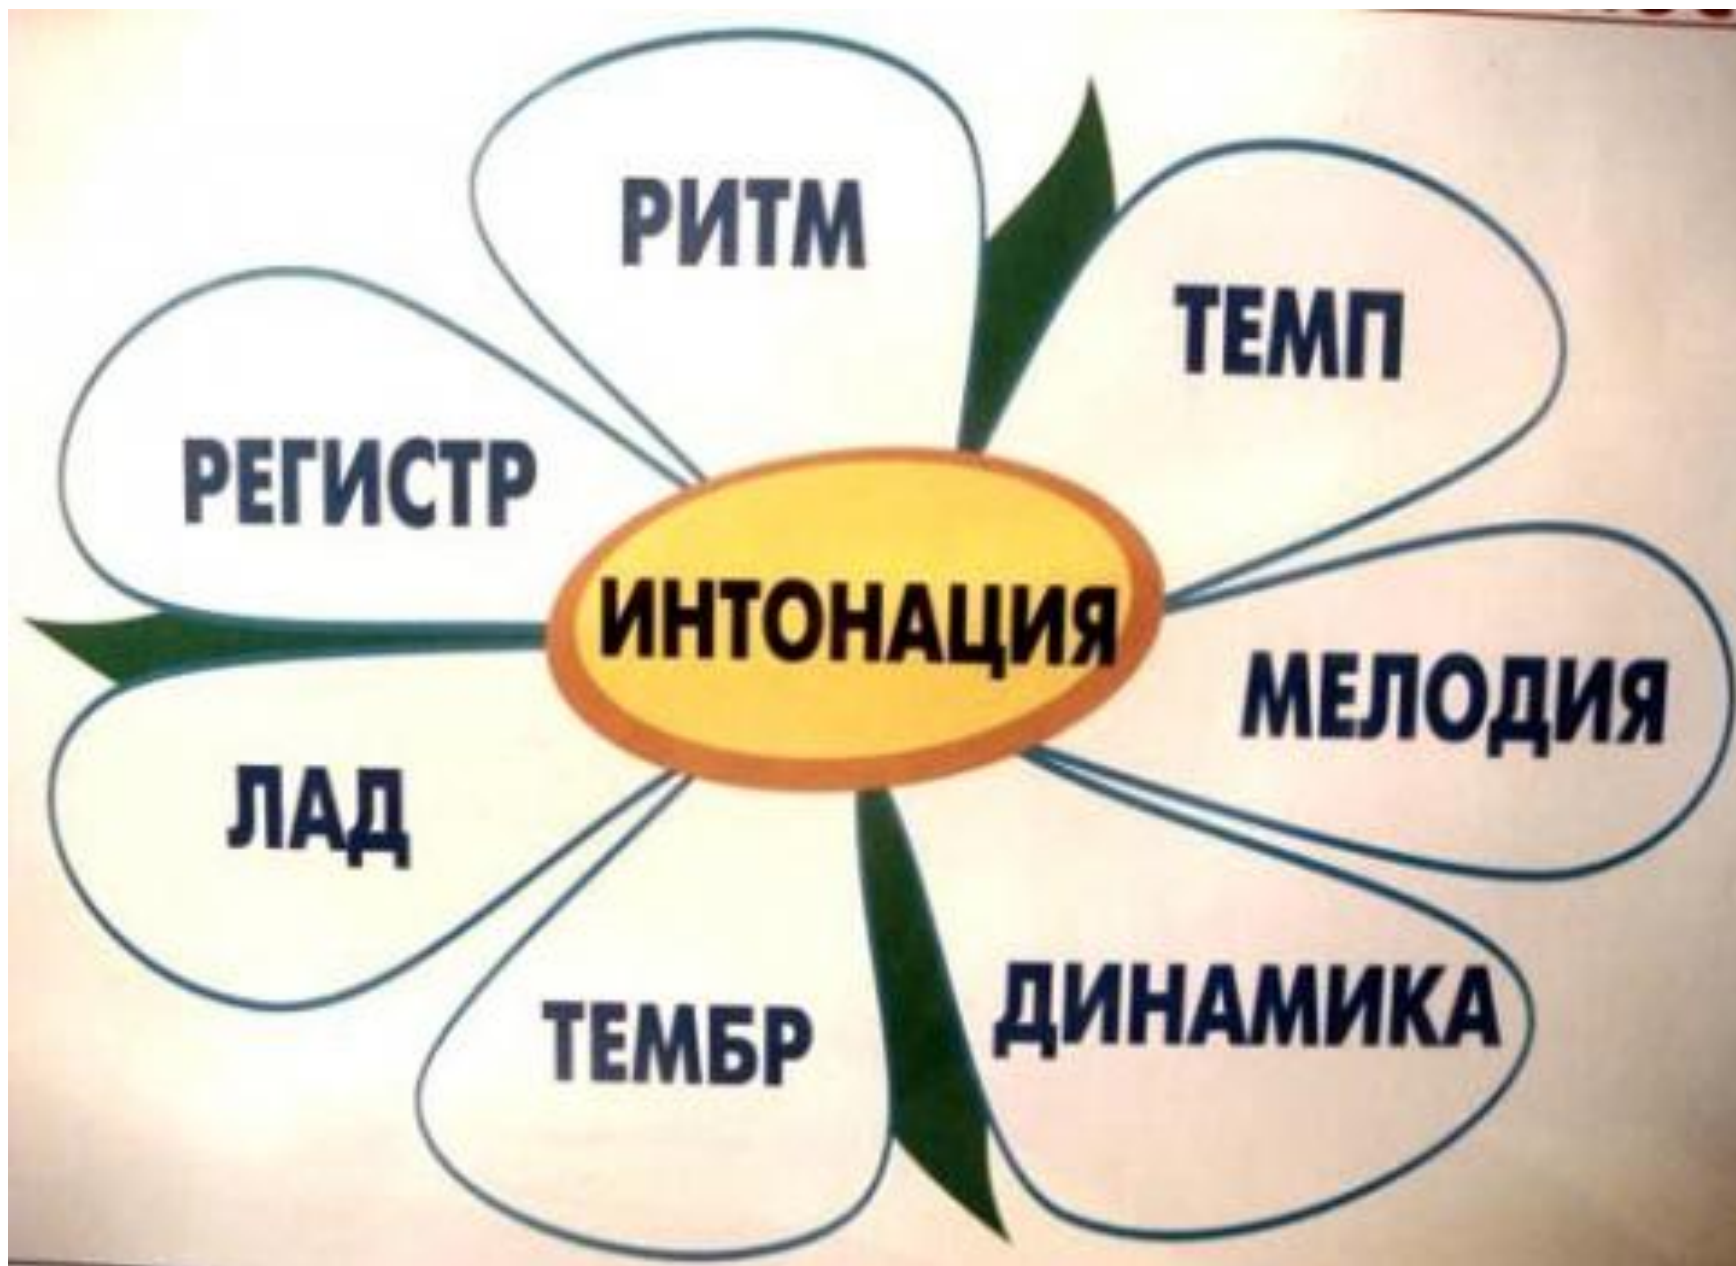 РИТМ
ТЕМП
РЕГИСТР
ИНТОНАЦИЯ
МЕЛОДИЯ
ЛАД
ДИНАМИКА
ТЕМБР